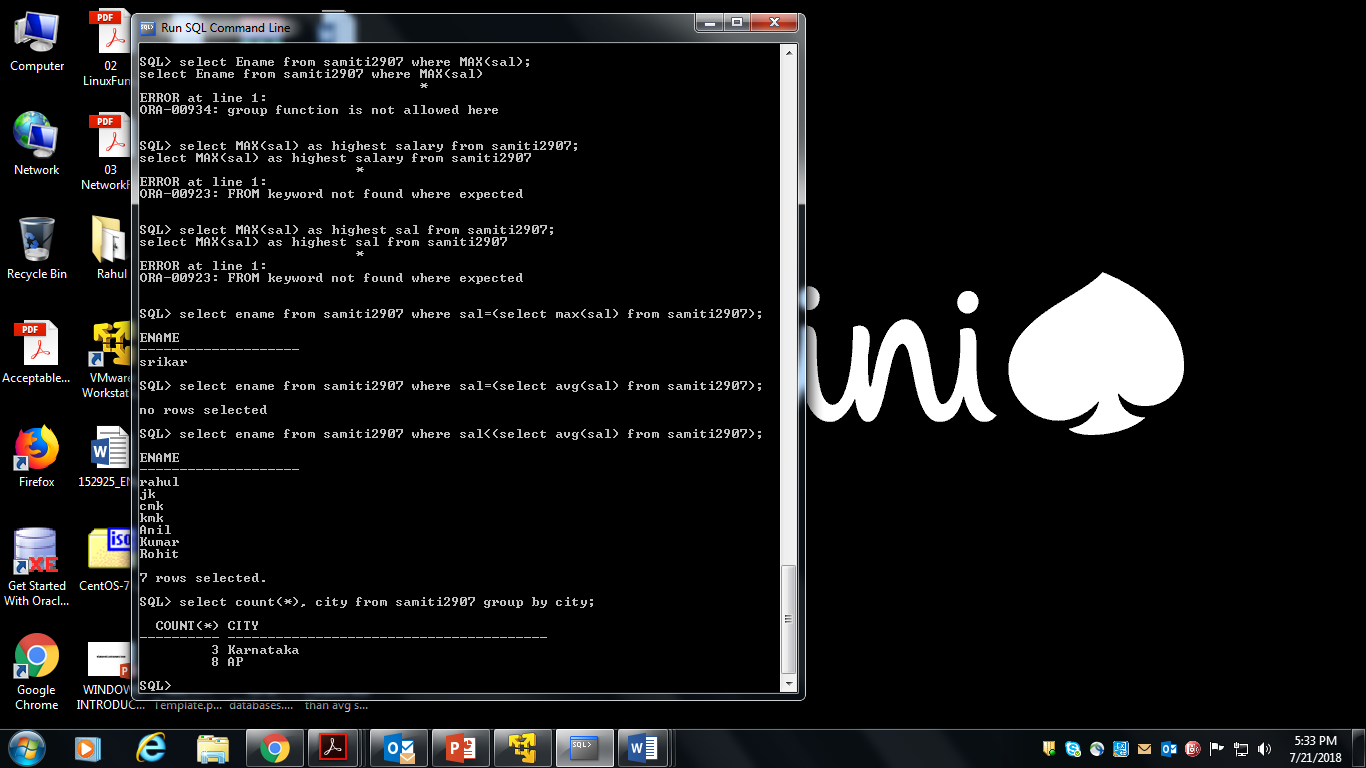 Run SQL Command Line
SQL> select Ename from samiti2907 where MAX(sal);
select Ename from samiti2907 where MAX(sal)
*
ERROR at line 1:
ORA-00934: group function is not allowed here
SQL> select MAX(sal) as highest salary from samiti2907;
select MAX(sal) as highest salary from samiti2907
*
ERROR at line 1:
ORA-00923: FROM keyword not found where expected
SQL> select MAX(sal) as highest sal from samiti2907;
select MAX(sal) as highest sal from samiti2907
*
ERROR at line 1:
ORA-00923: FROM keyword not found where expected
SQL> select ename from samiti2907 where sal=(select max(sal) from samiti2907);
ENAME
--------------------
srikar
SQL> select ename from samiti2907 where sal=(select avg(sal) from samiti2907);
no rows selected
SQL> select ename from samiti2907 where sal<(select avg(sal) from samiti2907);
ENAME
--------------------
rahul
jk
cmk
kmk
Anil
Kumar
Rohit
7 rows selected.
SQL> select count(*), city from samiti2907 group by city;
COUNT(*) CITY
---------- ----------------------------------------
3 Karnataka
8 AP
SQL>
Computer
PDF
02
LinuxFun
Network
PDF
03
NetworkF
Recycle Bin
Rahul
PDF
Acceptable...
VMware
Workstat
Firefox
152925_EN
XE
Get Started
With Oracl...
iso
CentOS-7
Google
Chrome
WINDOW
INTRODUC...
Template.p...
databases....
than avg s...
ini
5:33 PM
7/21/2018